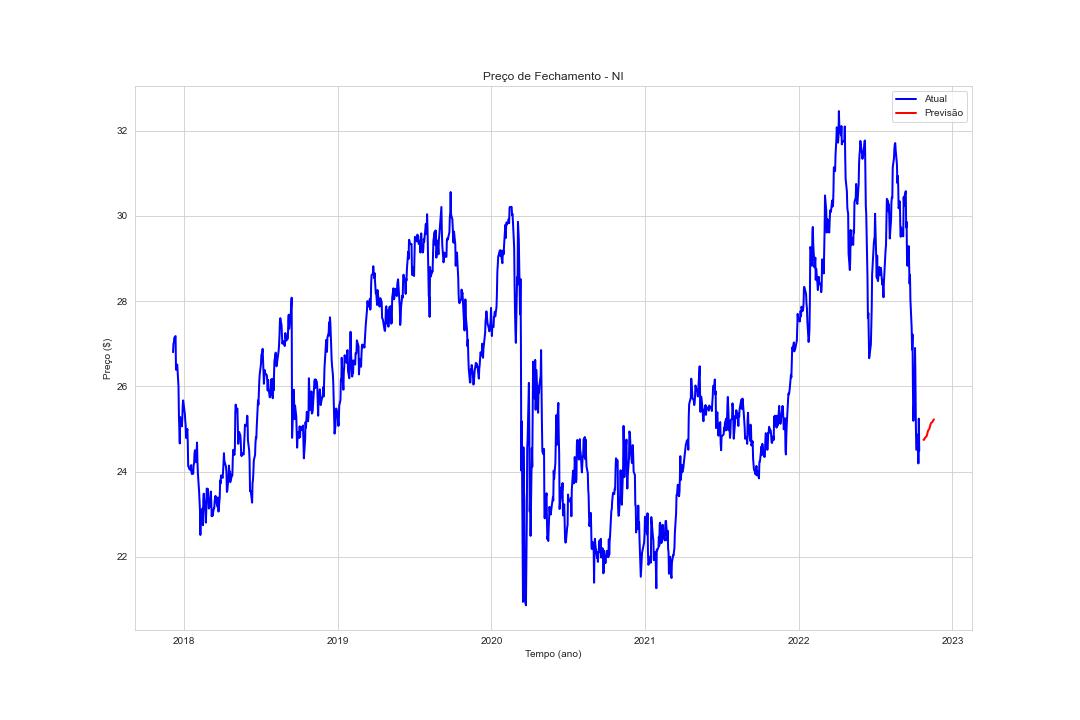 Preço de Fechamento - NI
Atual
Previsão
32
30
28
26
24
22
Preço ($)
2018
2019
2020
2021
2022
2023
Tempo (ano)